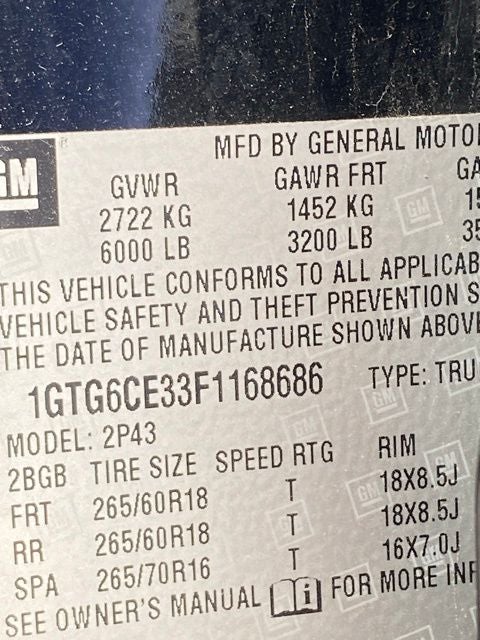 MFD BY GENERAL MOTO
GM
GVWR GAWR FRT GA
2722 KG 1452 KG 15
6000 LB 3200 LB 35
THIS VEHICLE CONFORMS TO ALL APPLICAB
VEHICLE SAFETY AND THEFT PREVENTION S
THE DATE OF MANUFACTURE SHOWN ABOVE
1GTG6CE33F1168686 TYPE: TRU
MODEL: 2P43
2BGB TIRE SIZE SPEED RTG RIM
FRT 265/60R18 T 18X8.5J
RR 265/60R18 T 18X8.5J
SPA 265/70R16 T 16X7.0J
SEE OWNER'S MANUAL i FOR MORE INF